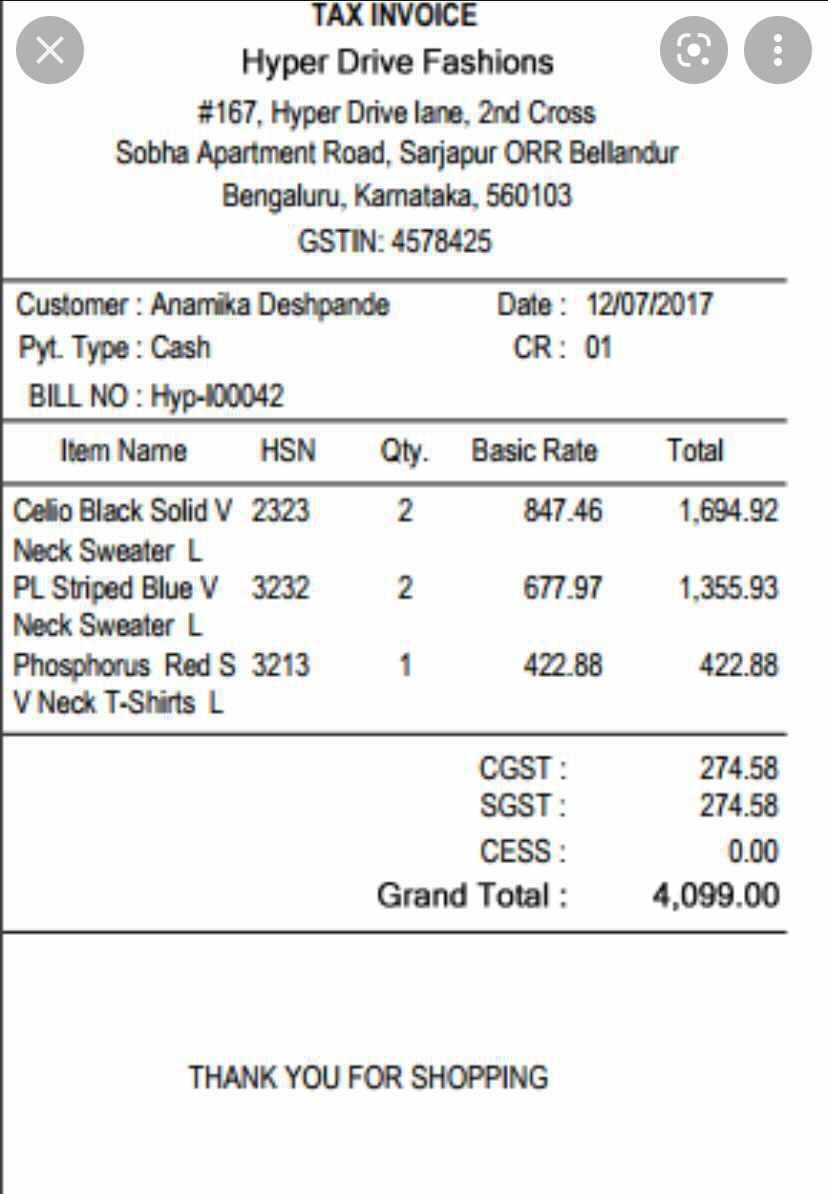 TAX INVOICE
Hyper Drive Fashions
#167, Hyper Drive lane, 2nd Cross
Sobha Apartment Road, Sarjapur ORR Bellandur
Bengaluru, Karnataka, 560103
GSTIN: 4578425
Customer : Anamika Deshpande Date : 12/07/2017
Pyt. Type : Cash CR : 01
BILL NO : Hyp-I00042
Item Name HSN Qty. Basic Rate Total
Celio Black Solid V 2323 2 847.46 1,694.92
Neck Sweater L
PL Striped Blue V 3232 2 677.97 1,355.93
Neck Sweater L
Phosphorus Red S 3213 1 422.88 422.88
V Neck T-Shirts L
CGST : 274.58
SGST : 274.58
CESS : 0.00
Grand Total : 4,099.00
THANK YOU FOR SHOPPING